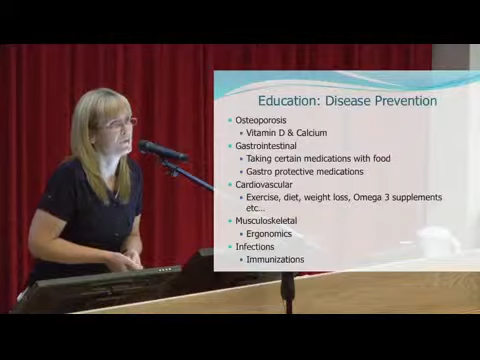 Education: Disease Prevention
Osteoporosis
Vitamin D & Calcium
Gastrointestinal
Taking certain medications with food
Gastro protective medications
Cardiovascular
Exercise, diet, weight loss, Omega 3 supplements
etc...
Musculoskeletal
Ergonomics
Infections
Immunizations